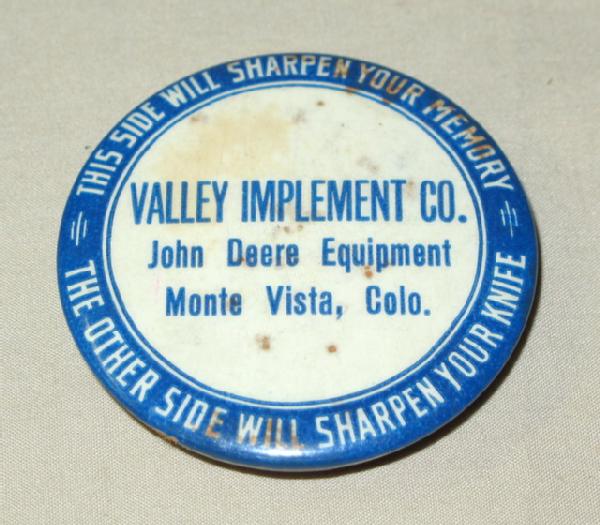 THIS SIDE WILL SHARPEN YOUR MEMORY
VALLEY IMPLEMENT CO.
John Deere Equipment
Monte Vista, Colo.
THE OTHER SIDE WILL SHARPEN YOUR KNIFE